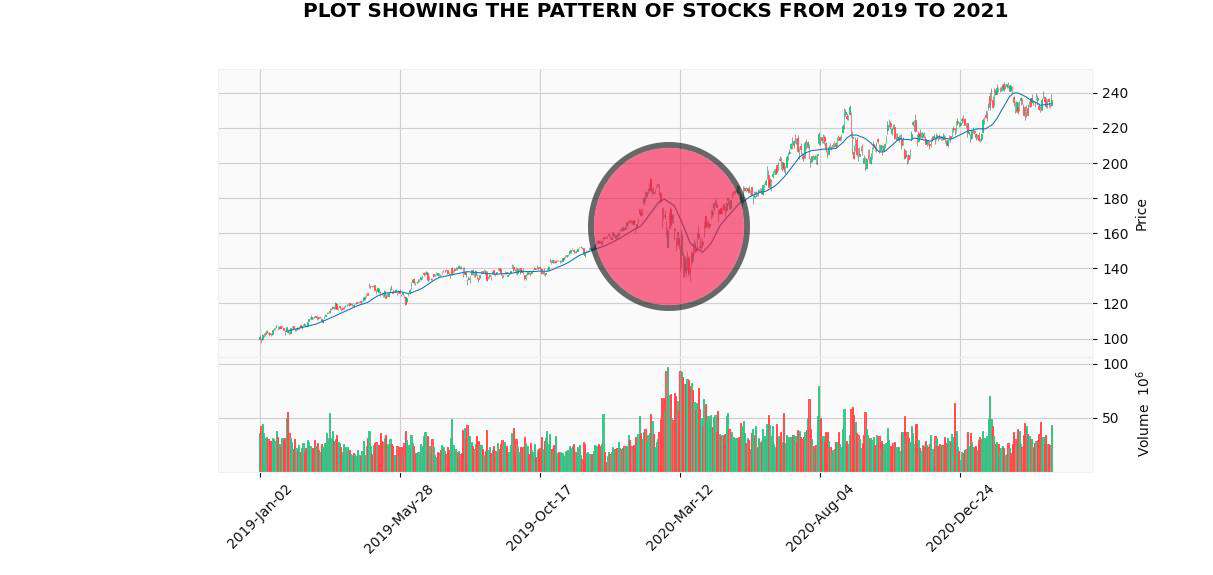 PLOT SHOWING THE PATTERN OF STOCKS FROM 2019 TO 2021
240
220
200
180
160
140
120
100
Price
100
50
Volume 10⁶
2019-Jan-02
2019-May-28
2019-Oct-17
2020-Mar-12
2020-Aug-04
2020-Dec-24